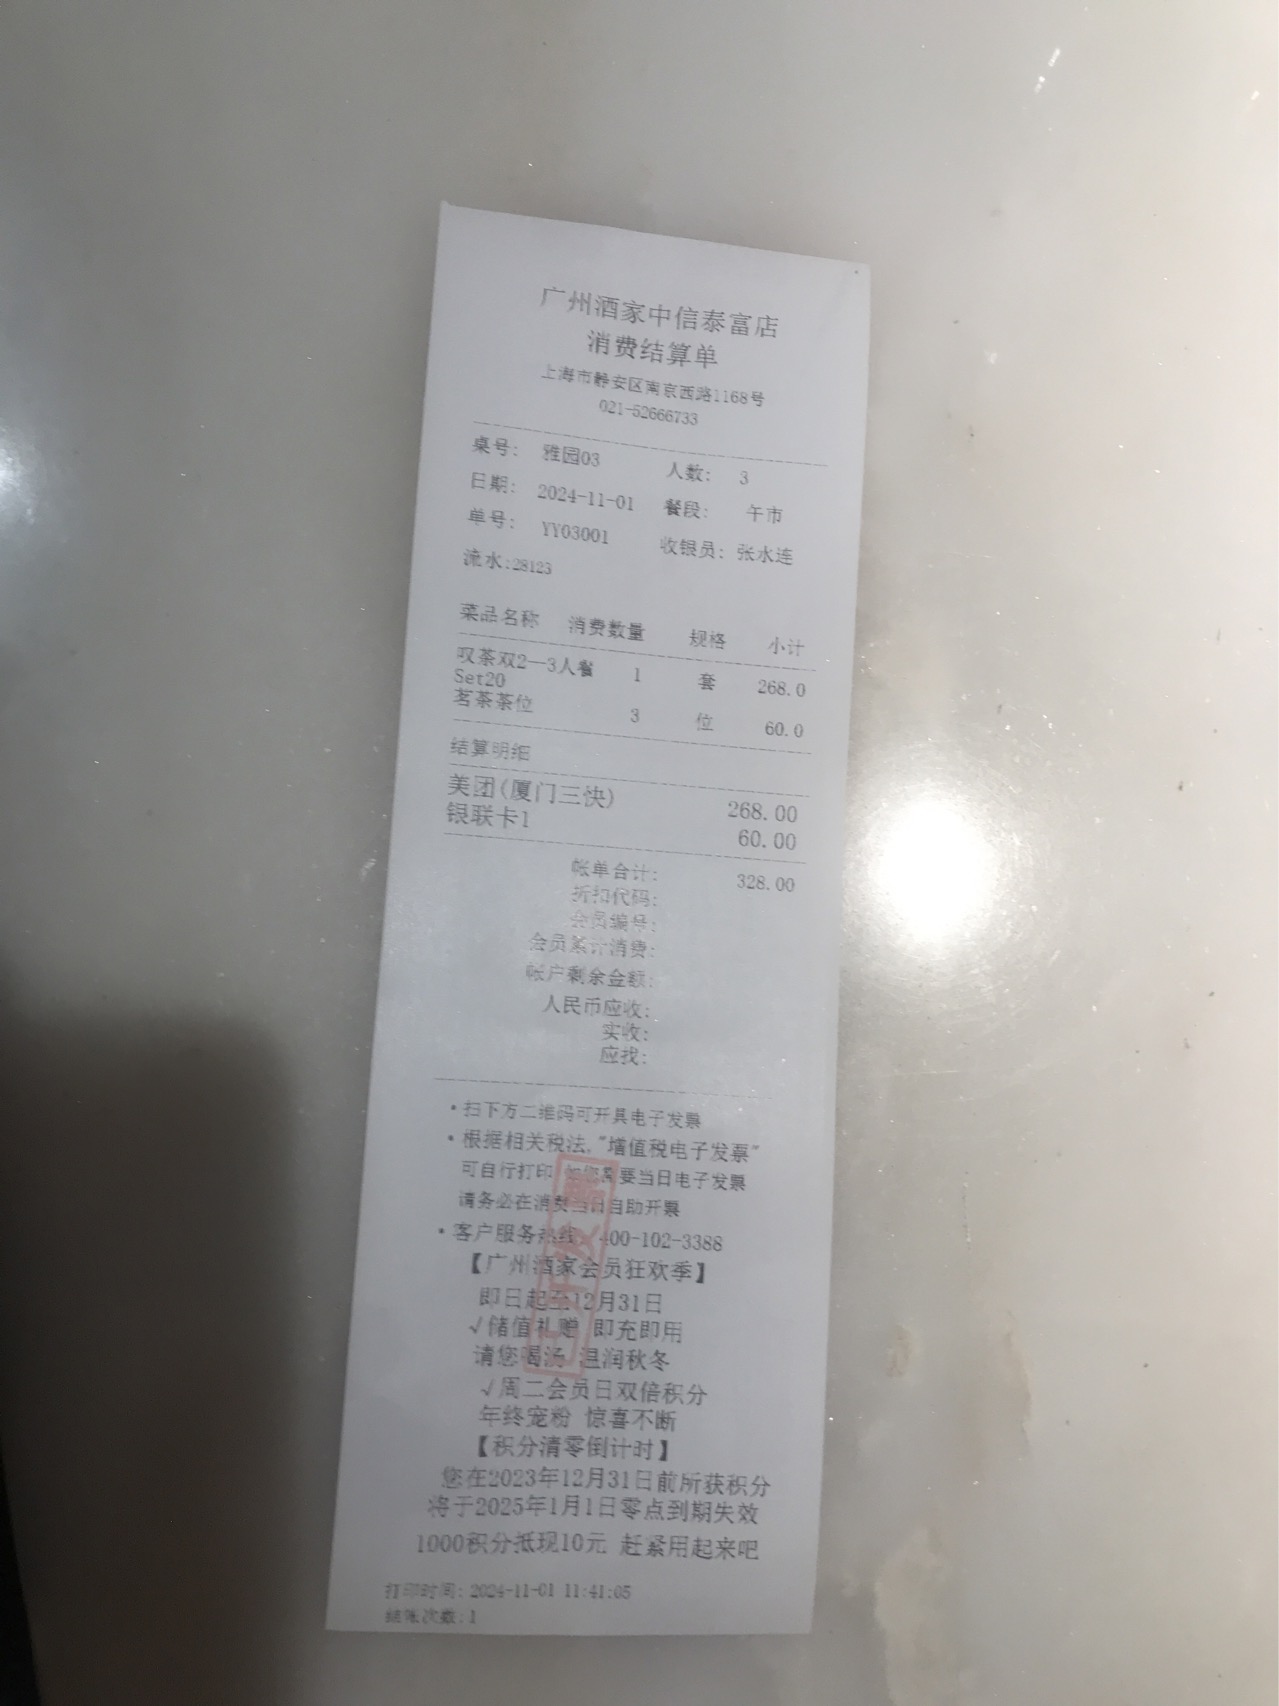 广州酒家中信泰富店
消费结算单
上海市静安区南京西路1168号
021-52666733
桌号: 雅园03 人数: 3
日期: 2024-11-01 餐段: 午市
单号: YY03001 收银员: 张水连
流水:28123
菜品名称 消费数量 规格 小计
叹茶双2—3人餐 1 套 268.0
Set20
茗茶茶位 3 位 60.0
结算明细
美团(厦门三快) 268.00
银联卡1 60.00
帐单合计: 328.00
折扣代码:
会员编号:
会员累计消费:
帐户剩余金额:
人民币应收:
实收:
应找:
·扫下方二维码可开具电子发票
·根据相关税法,"增值税电子发票"
可自行打印 如您需要当日电子发票
请务必在消费当日自助开票
·客户服务热线 400-102-3388
【广州酒家会员狂欢季】
即日起至12月31日
√储值礼赠 即充即用
请您喝汤 温润秋冬
√周二会员日双倍积分
年终宠粉 惊喜不断
【积分清零倒计时】
您在2023年12月31日前所获积分
将于2025年1月1日零点到期失效
1000积分抵现10元 赶紧用起来吧
打印时间: 2024-11-01 11:41:05
结账次数:1
已开发票